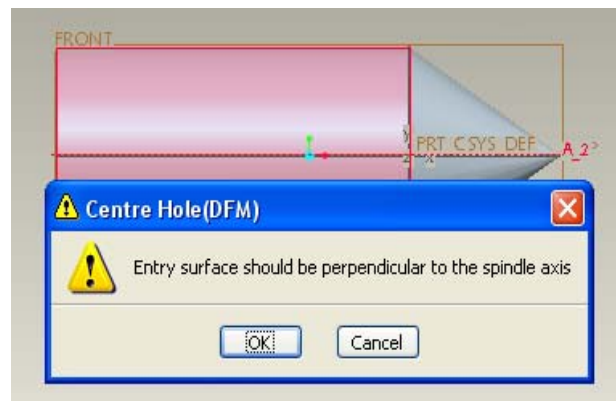 FRONT
PRT CSYS DEF
A_2
Centre Hole(DFM)
Entry surface should be perpendicular to the spindle axis
OK
Cancel